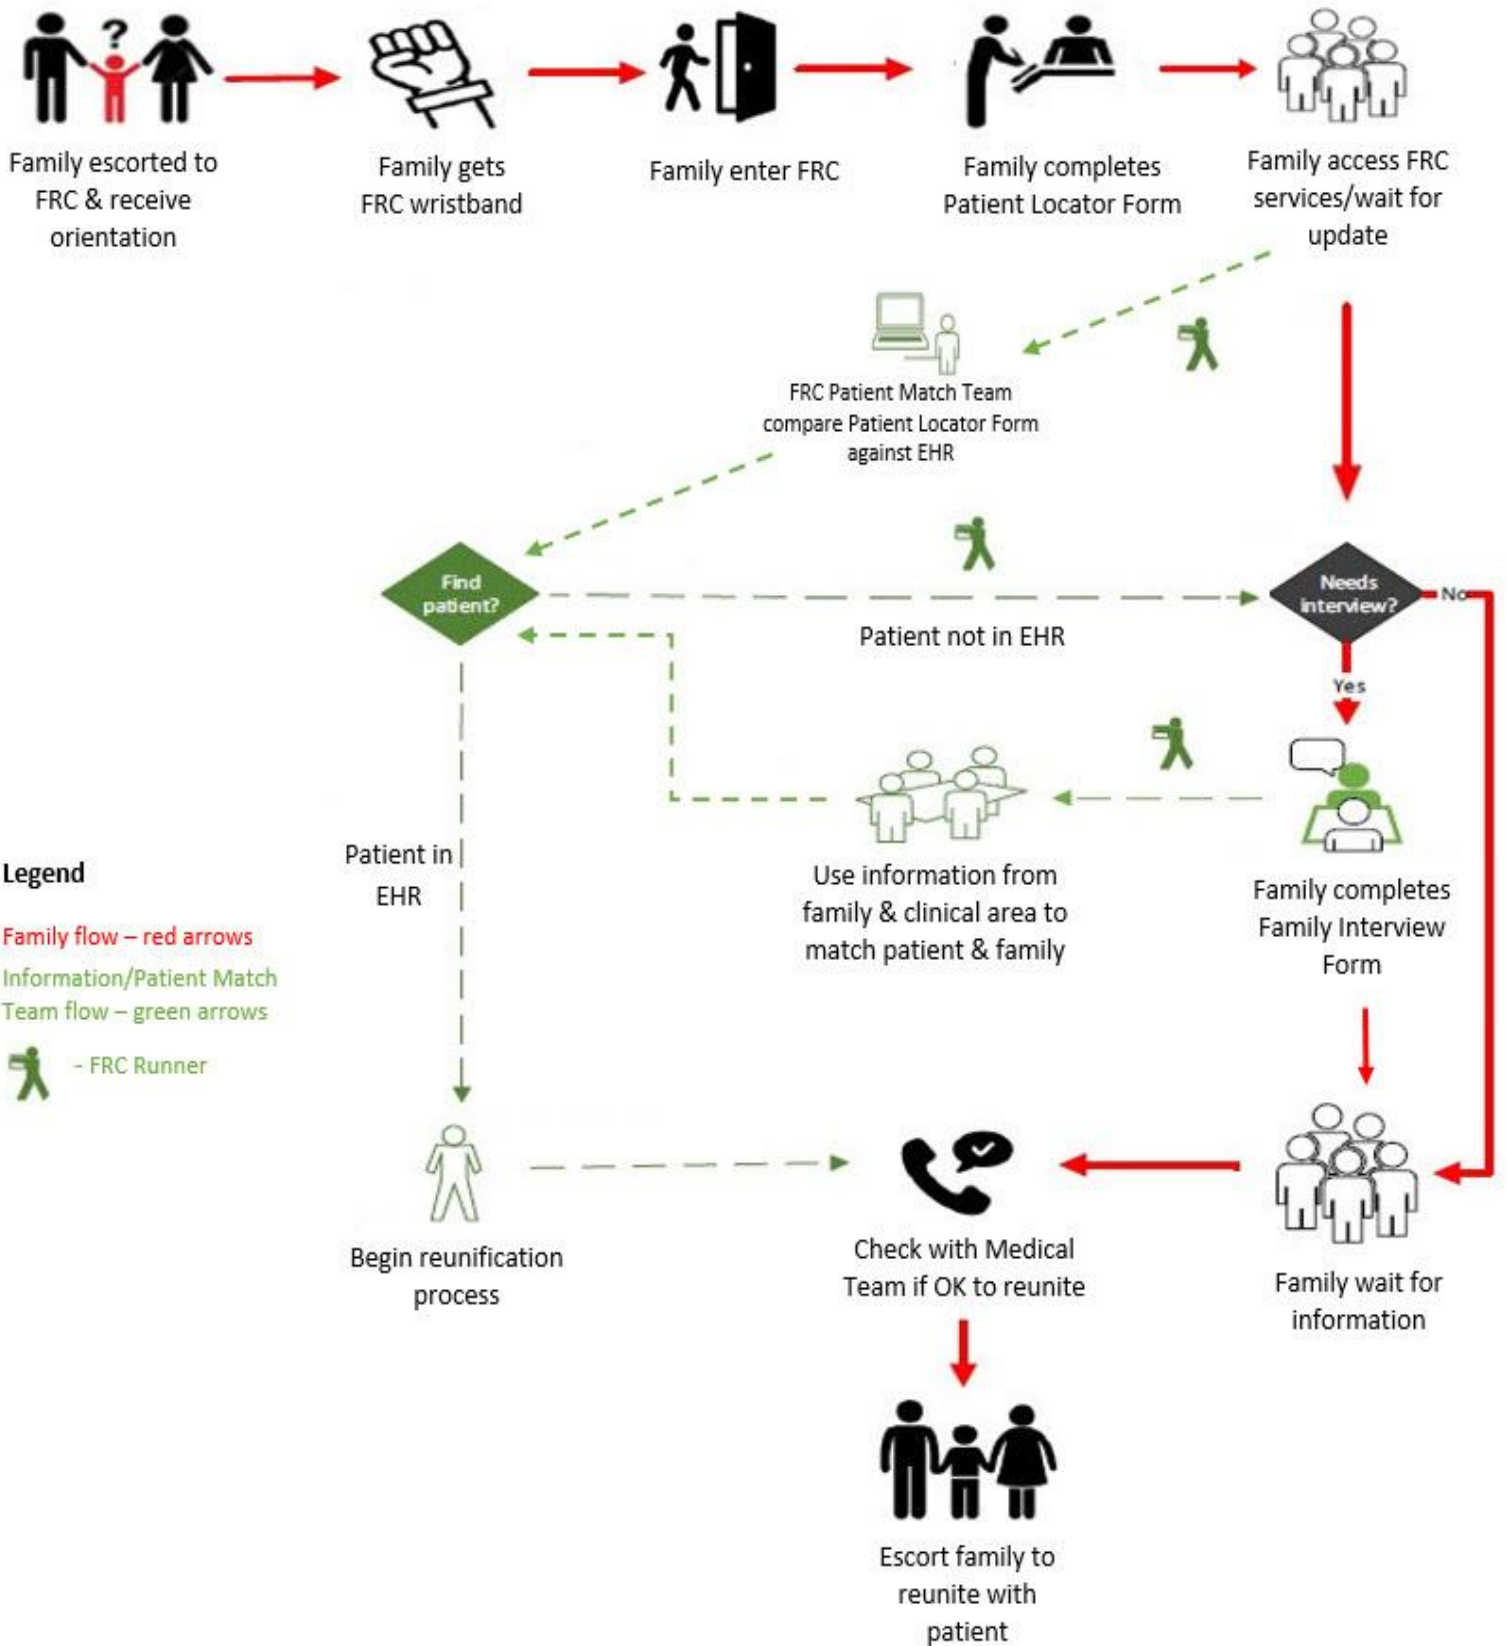 ?
Family escorted to
FRC & receive
orientation
Family gets
FRC wristband
Family enter FRC
Family completes
Patient Locator Form
Family access FRC
services/wait for
update
FRC Patient Match Team
compare Patient Locator Form
against EHR
Find
patient?
Patient not in EHR
Needs
interview?
No
Yes
Patient in
EHR
Use information from
family & clinical area to
match patient & family
Family completes
Family Interview
Form
Legend
Family flow – red arrows
Information/Patient Match
Team flow – green arrows
- FRC Runner
Begin reunification
process
Check with Medical
Team if OK to reunite
Family wait for
information
Escort family to
reunite with
patient